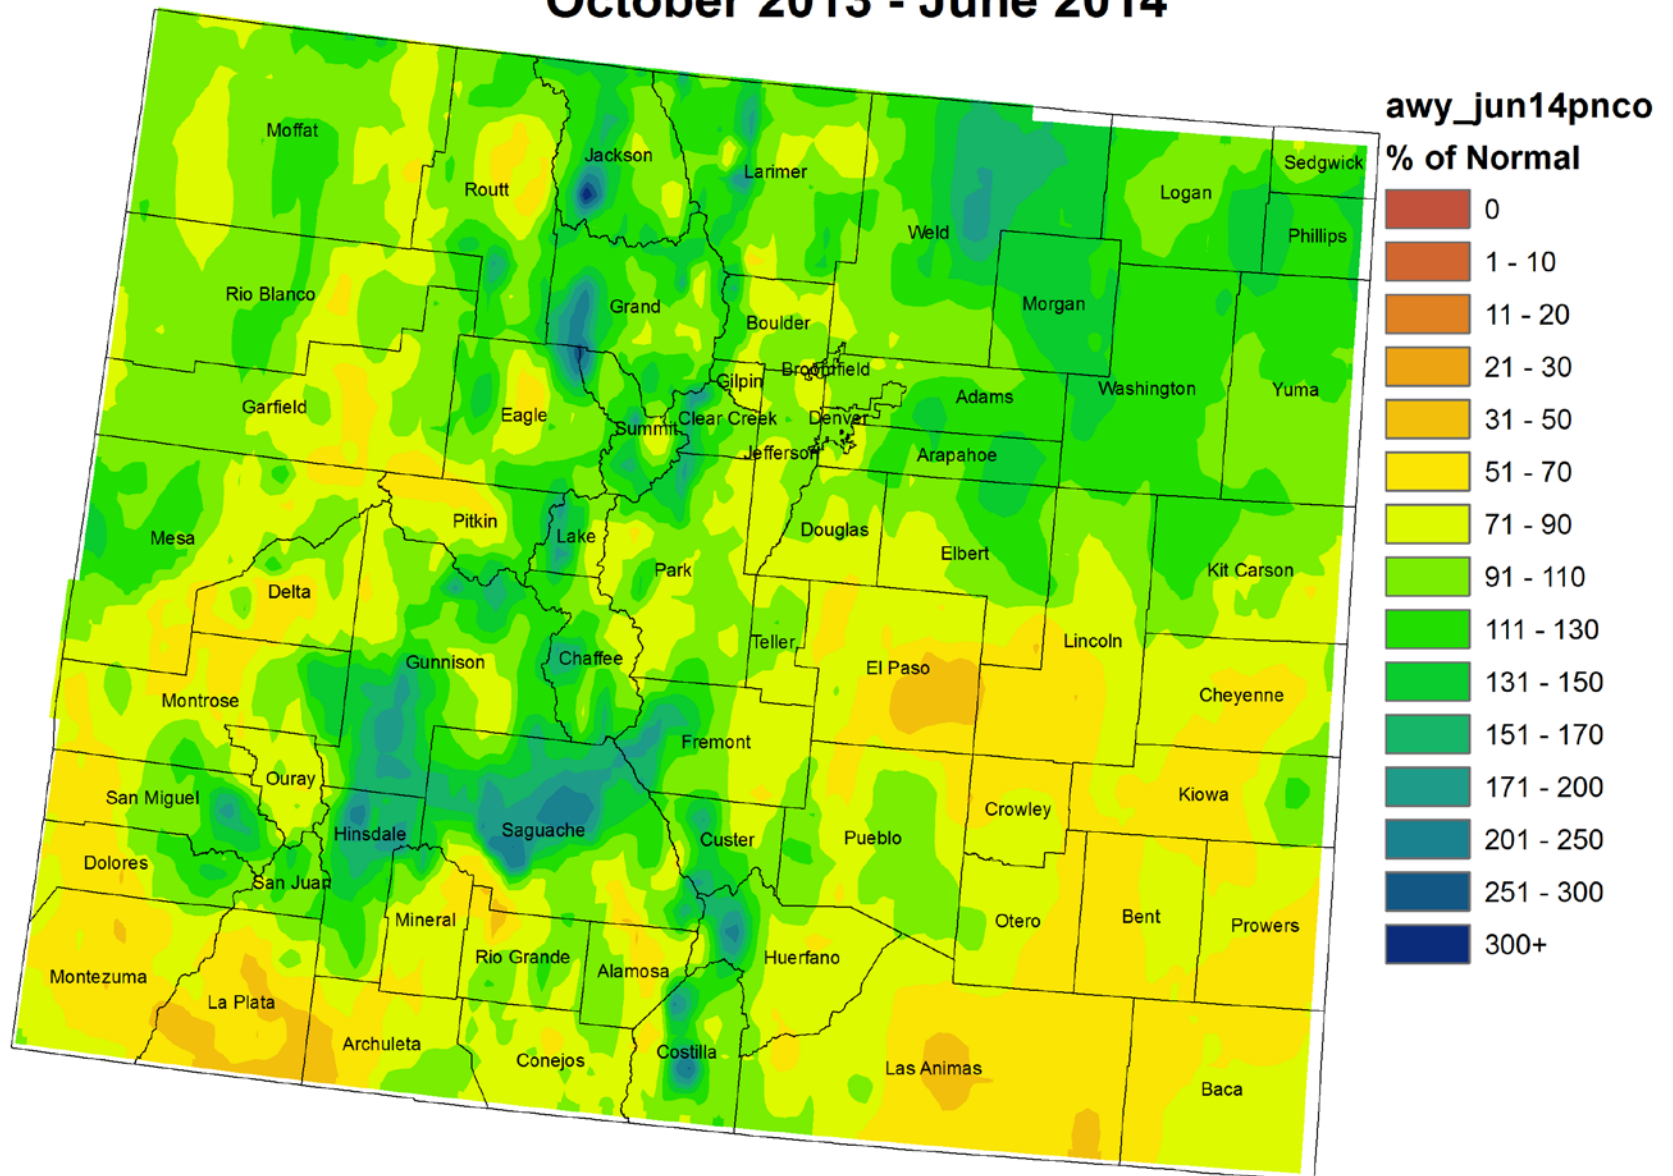 October 2013 - June 2014
awy_jun14pnco
% of Normal
0
1 - 10
11 - 20
21 - 30
31 - 50
51 - 70
71 - 90
91 - 110
111 - 130
131 - 150
151 - 170
171 - 200
201 - 250
251 - 300
300+
Moffat
Routt
Jackson
Larimer
Weld
Logan
Sedgwick
Phillips
Rio Blanco
Grand
Boulder
Morgan
Broomfield
Gilpin
Garfield
Eagle
Summit
Clear Creek
Denver
Adams
Washington
Yuma
Jefferson
Arapahoe
Mesa
Pitkin
Lake
Park
Douglas
Elbert
Kit Carson
Delta
Gunnison
Chaffee
Teller
El Paso
Lincoln
Cheyenne
Montrose
Fremont
Ouray
San Miguel
Hinsdale
Saguache
Custer
Pueblo
Crowley
Kiowa
Dolores
San Juan
Mineral
Rio Grande
Alamosa
Huerfano
Otero
Bent
Prowers
Montezuma
La Plata
Archuleta
Conejos
Costilla
Las Animas
Baca